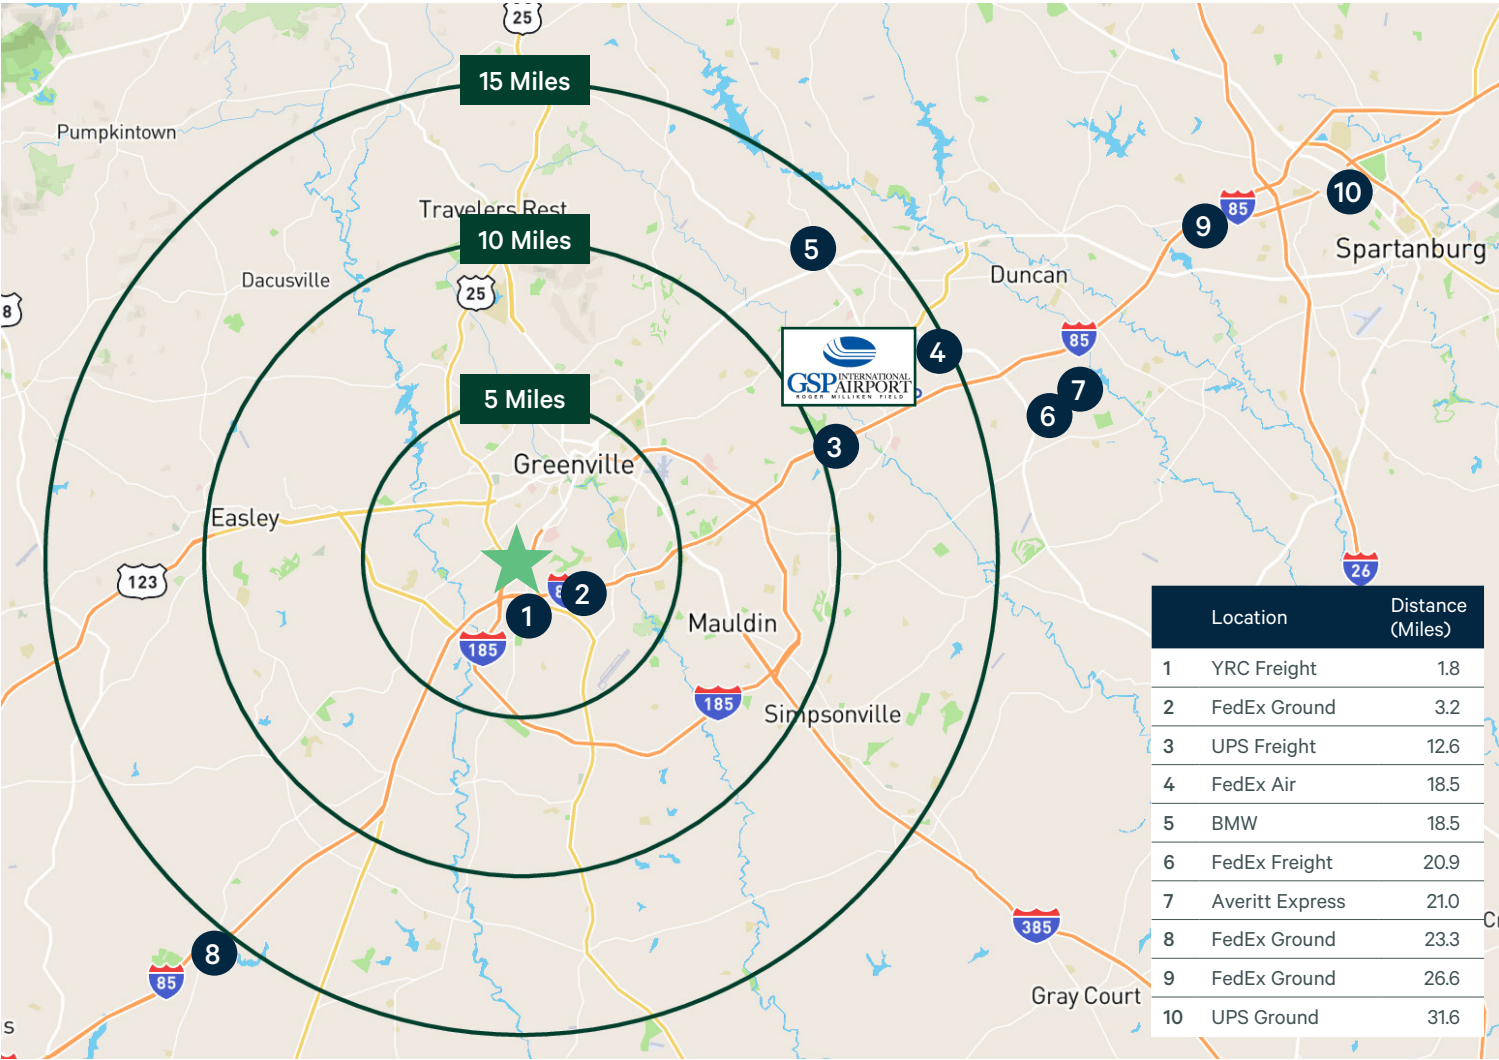 25
15 Miles
Pumpkintown
Travelers Rest
10 Miles
85
10
9
Spartanburg
5
Duncan
Dacusville
25
8
85
4
GSP INTERNATIONAL AIRPORT
ROGER MILLIKEN FIELD
7
6
5 Miles
3
Greenville
Easley
123
26
8
2
1
Mauldin
185
185
Simpsonville
Location Distance
(Miles)
1 YRC Freight 1.8
2 FedEx Ground 3.2
3 UPS Freight 12.6
4 FedEx Air 18.5
5 BMW 18.5
6 FedEx Freight 20.9
7 Averitt Express 21.0
8 FedEx Ground 23.3
9 FedEx Ground 26.6
10 UPS Ground 31.6
385
8
85
Gray Court
s